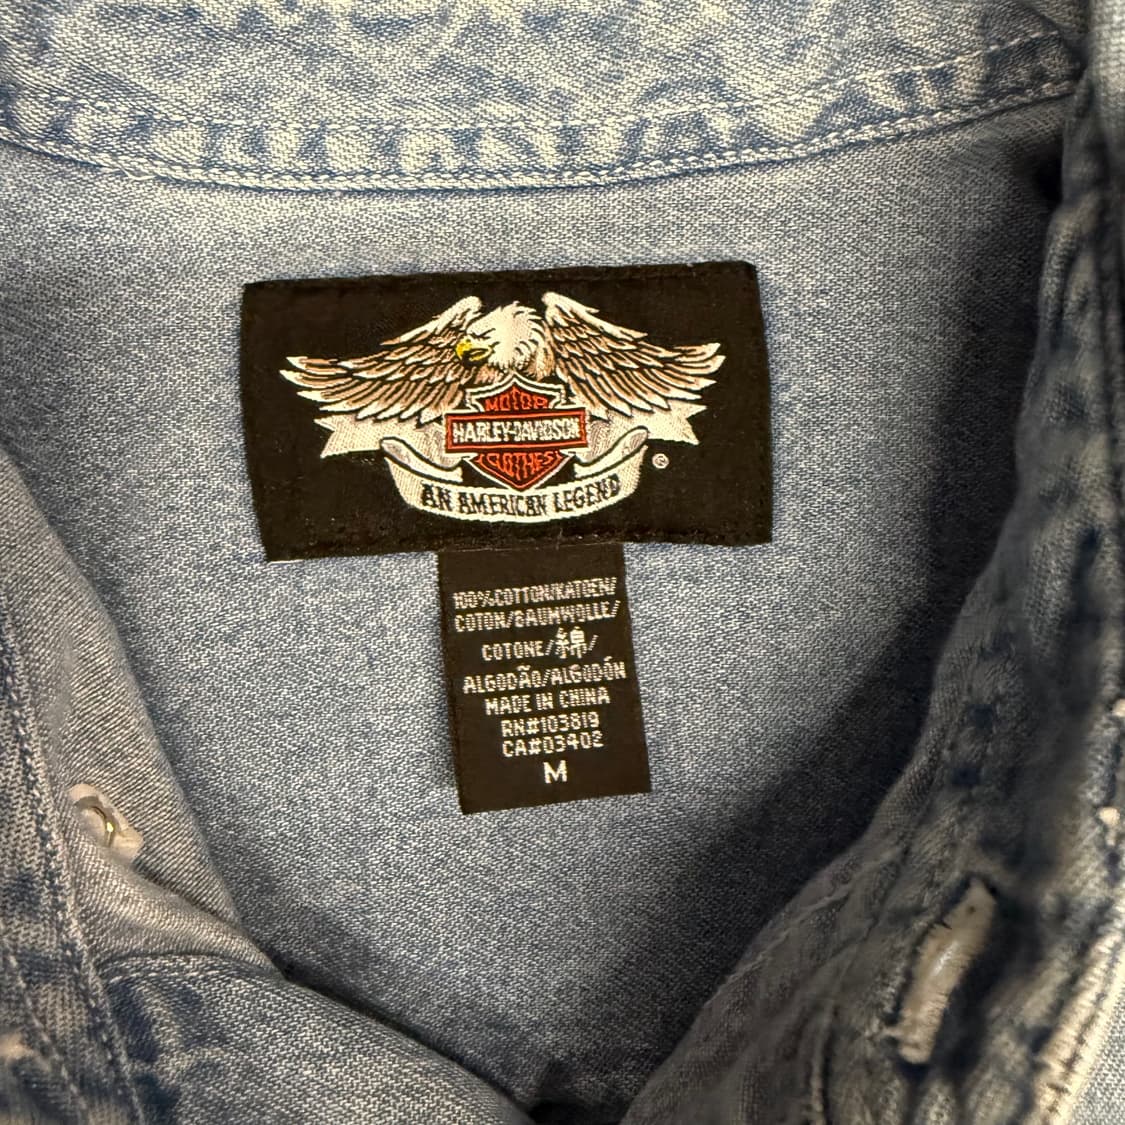 MOTOR
HARLEY-DAVIDSON
CLOTHES
®
AN AMERICAN LEGEND
100%COTTON/KATOEN/
COTON/BAUMWOLLE/
COTONE/綿/
ALGODÃO/ALGODÓN
MADE IN CHINA
RN#103819
CA#03402
M